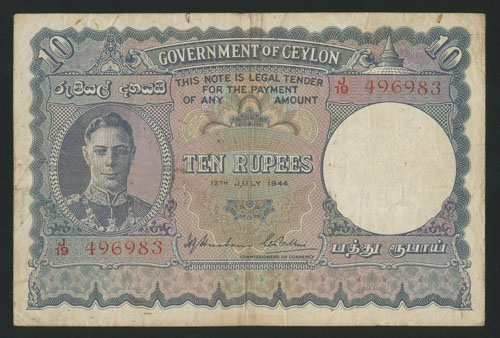 10
GOVERNMENT OF CEYLON
10
රුපියල් දහයයි
THIS NOTE IS LEGAL TENDER
FOR THE PAYMENT
OF ANY AMOUNT
J/19 496983
TEN RUPEES
12TH JULY 1944
J/19 496983
COMMISSIONERS OF CURRENCY
பத்து ரூபாய்